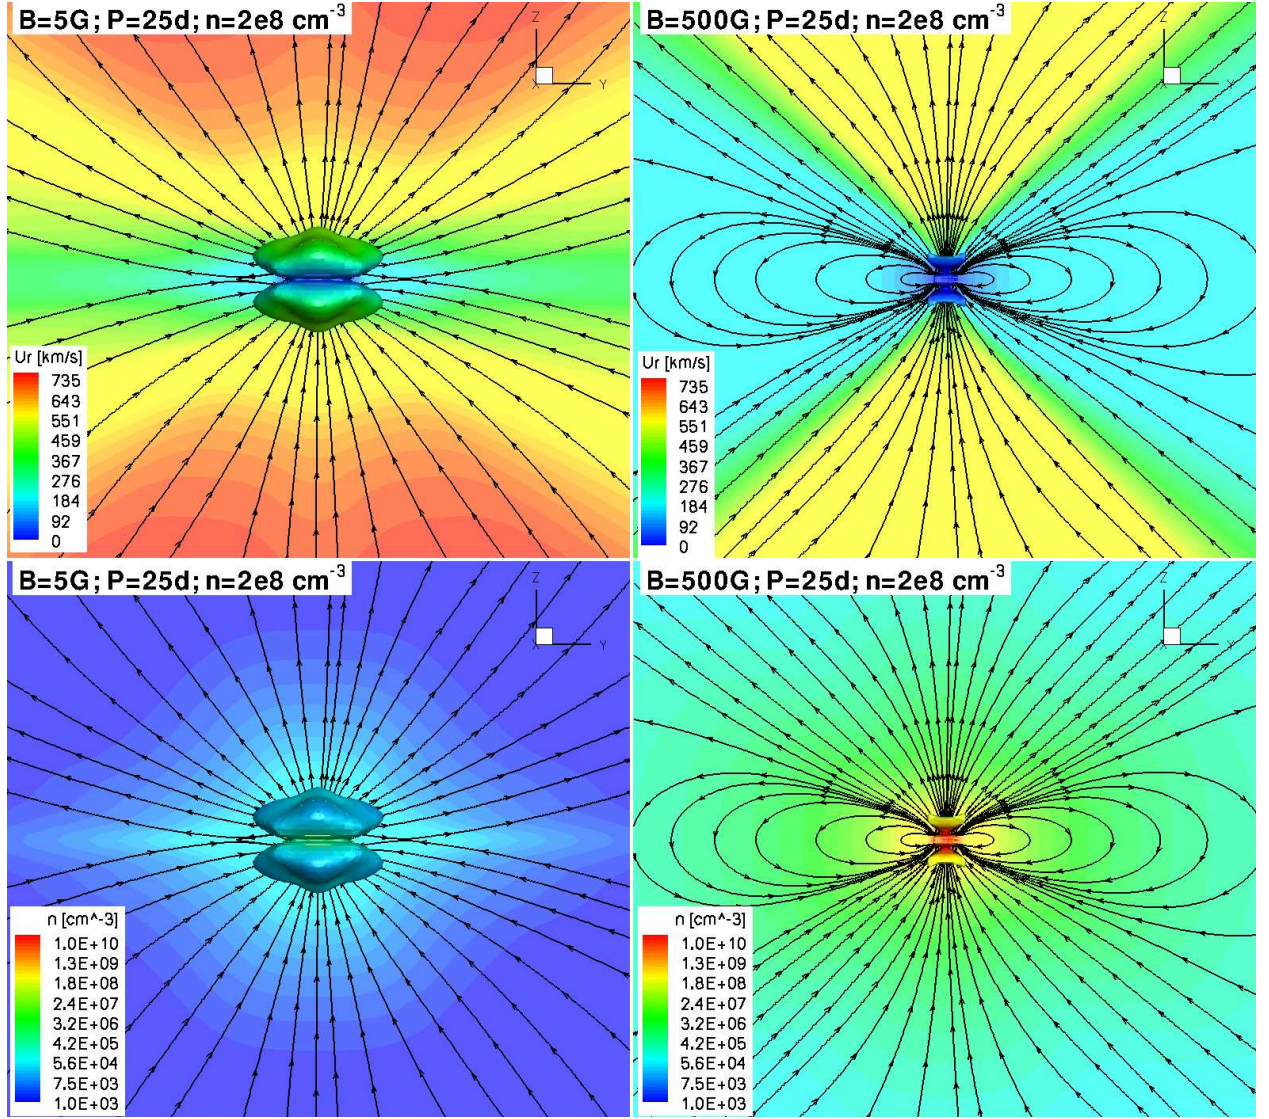 B=5G; P=25d; n=2e8 cm⁻³
Z
X Y
Ur [km/s]
735
643
551
459
367
276
184
92
0
B=500G; P=25d; n=2e8 cm⁻³
Z
X Y
Ur [km/s]
735
643
551
459
367
276
184
92
0
B=5G; P=25d; n=2e8 cm⁻³
Z
X Y
n [cm^-3]
1.0E+10
1.3E+09
1.8E+08
2.4E+07
3.2E+06
4.2E+05
5.6E+04
7.5E+03
1.0E+03
B=500G; P=25d; n=2e8 cm⁻³
Z
X Y
n [cm^-3]
1.0E+10
1.3E+09
1.8E+08
2.4E+07
3.2E+06
4.2E+05
5.6E+04
7.5E+03
1.0E+03